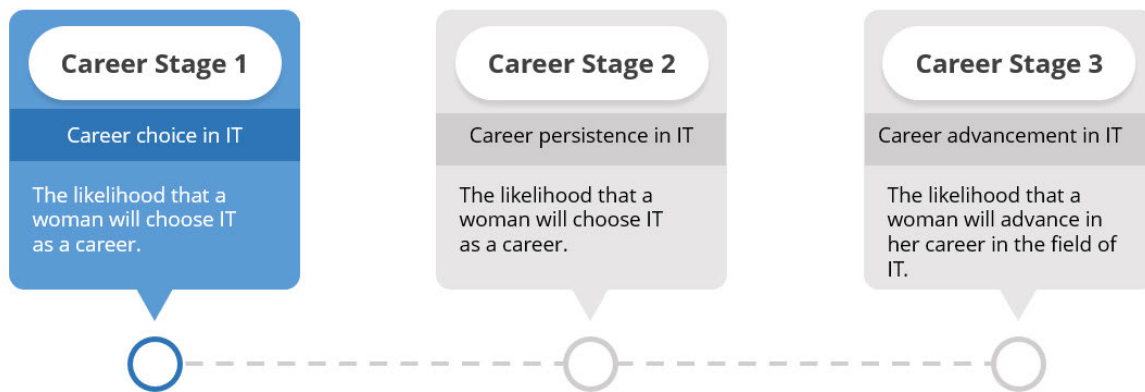 Career Stage 1
Career choice in IT
The likelihood that a
woman will choose IT
as a career.
Career Stage 2
Career persistence in IT
The likelihood that a
woman will choose IT
as a career.
Career Stage 3
Career advancement in IT
The likelihood that a
woman will advance in
her career in the field of
IT.